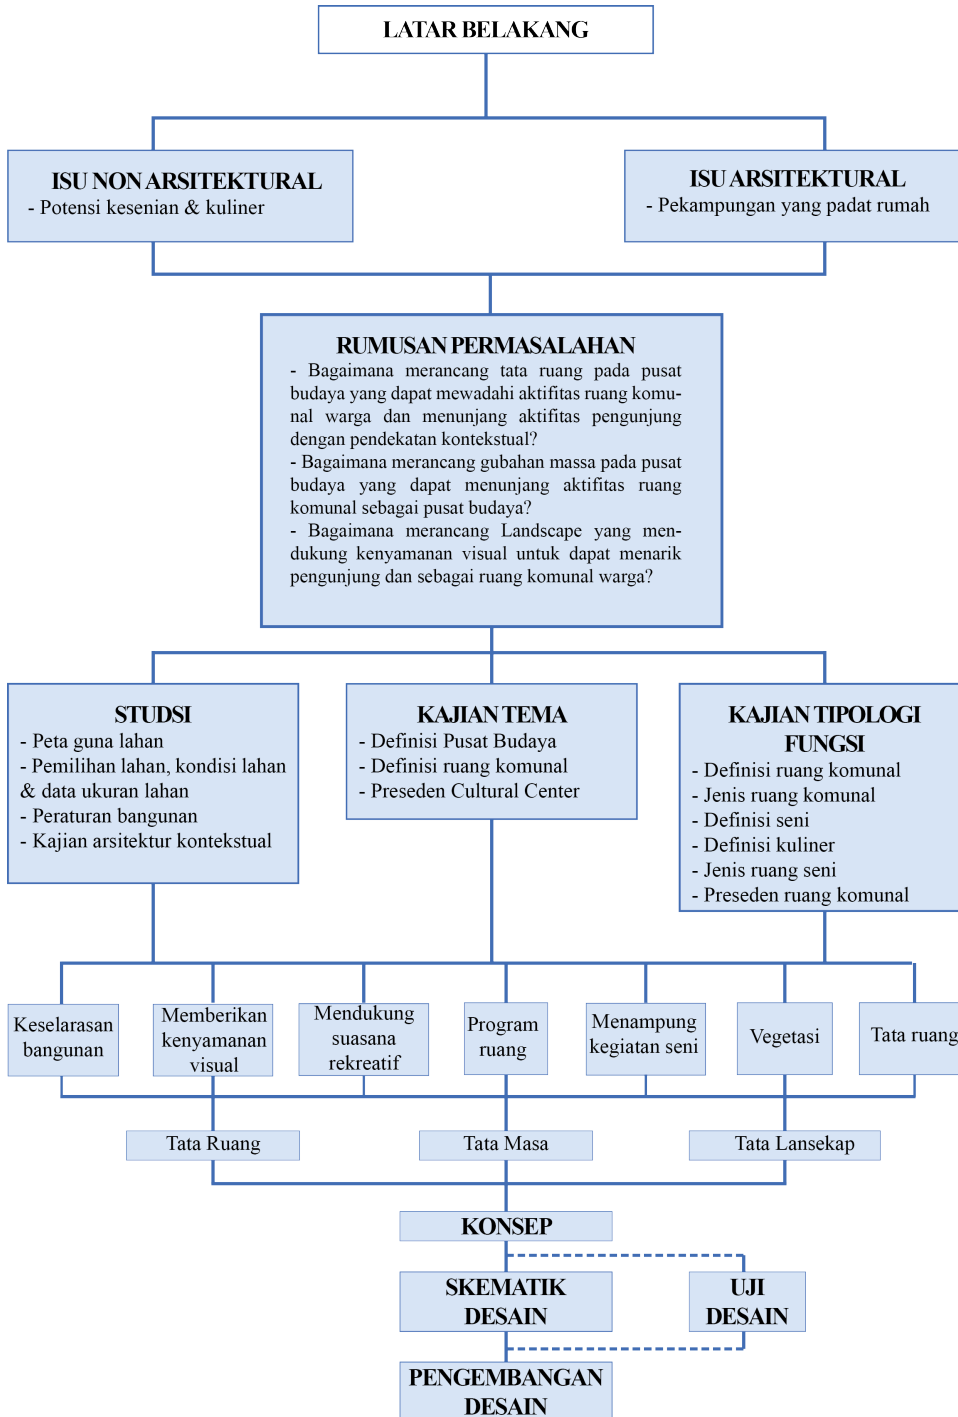 LATAR BELAKANG
ISU NON ARSITEKTURAL
- Potensi kesenian & kuliner
ISU ARSITEKTURAL
- Pekampungan yang padat rumah
RUMUSAN PERMASALAHAN
- Bagaimana merancang tata ruang pada pusat
budaya yang dapat mewadahi aktifitas ruang komu-
nal warga dan menunjang aktifitas pengunjung
dengan pendekatan kontekstual?
- Bagaimana merancang gubahan massa pada pusat
budaya yang dapat menunjang aktifitas ruang
komunal sebagai pusat budaya?
- Bagaimana merancang Landscape yang men-
dukung kenyamanan visual untuk dapat menarik
pengunjung dan sebagai ruang komunal warga?
STUDSI
- Peta guna lahan
- Pemilihan lahan, kondisi lahan
& data ukuran lahan
- Peraturan bangunan
- Kajian arsitektur kontekstual
KAJIAN TEMA
- Definisi Pusat Budaya
- Definisi ruang komunal
- Preseden Cultural Center
KAJIAN TIPOLOGI
FUNGSI
- Definisi ruang komunal
- Jenis ruang komunal
- Definisi seni
- Definisi kuliner
- Jenis ruang seni
- Preseden ruang komunal
Keselarasan
bangunan
Memberikan
kenyamanan
visual
Mendukung
suasana
rekreatif
Program
ruang
Menampung
kegiatan seni
Vegetasi
Tata ruang
Tata Ruang
Tata Masa
Tata Lansekap
KONSEP
SKEMATIK
DESAIN
UJI
DESAIN
PENGEMBANGAN
DESAIN